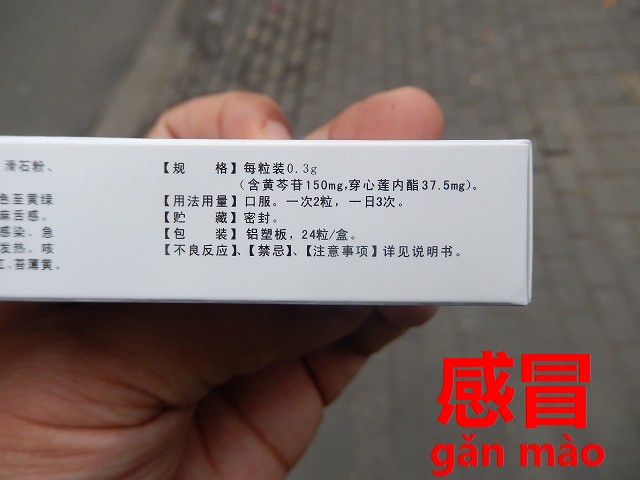 滑石粉、
色至黄绿
麻舌感。
感染、急
发热、咳
红、苔薄黄。
【规　　格】每粒装0.3g
（含黄芩苷150mg,穿心莲内酯37.5mg）。
【用法用量】口服。一次2粒，一日3次。
【贮　　藏】密封。
【包　　装】铝塑板，24粒/盒。
【不良反应】、【禁忌】、【注意事项】详见说明书。
感冒
gǎn mào